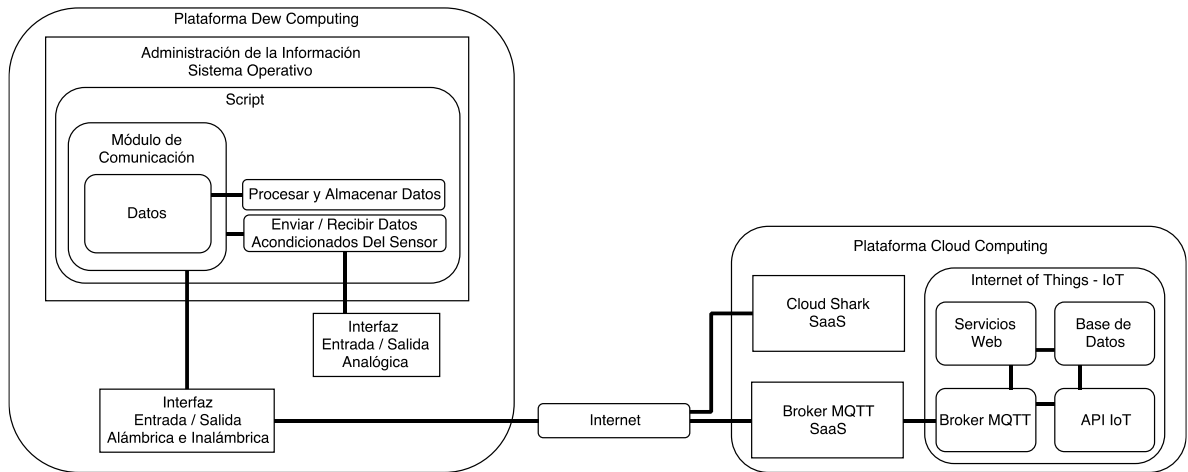 Plataforma Dew Computing
Administración de la Información
Sistema Operativo
Script
Módulo de
Comunicación
Datos
Procesar y Almacenar Datos
Enviar / Recibir Datos
Acondicionados Del Sensor
Interfaz
Entrada / Salida
Analógica
Interfaz
Entrada / Salida
Alámbrica e Inalámbrica
Internet
Plataforma Cloud Computing
Cloud Shark
SaaS
Broker MQTT
SaaS
Internet of Things - IoT
Servicios
Web
Base de
Datos
Broker MQTT
API IoT